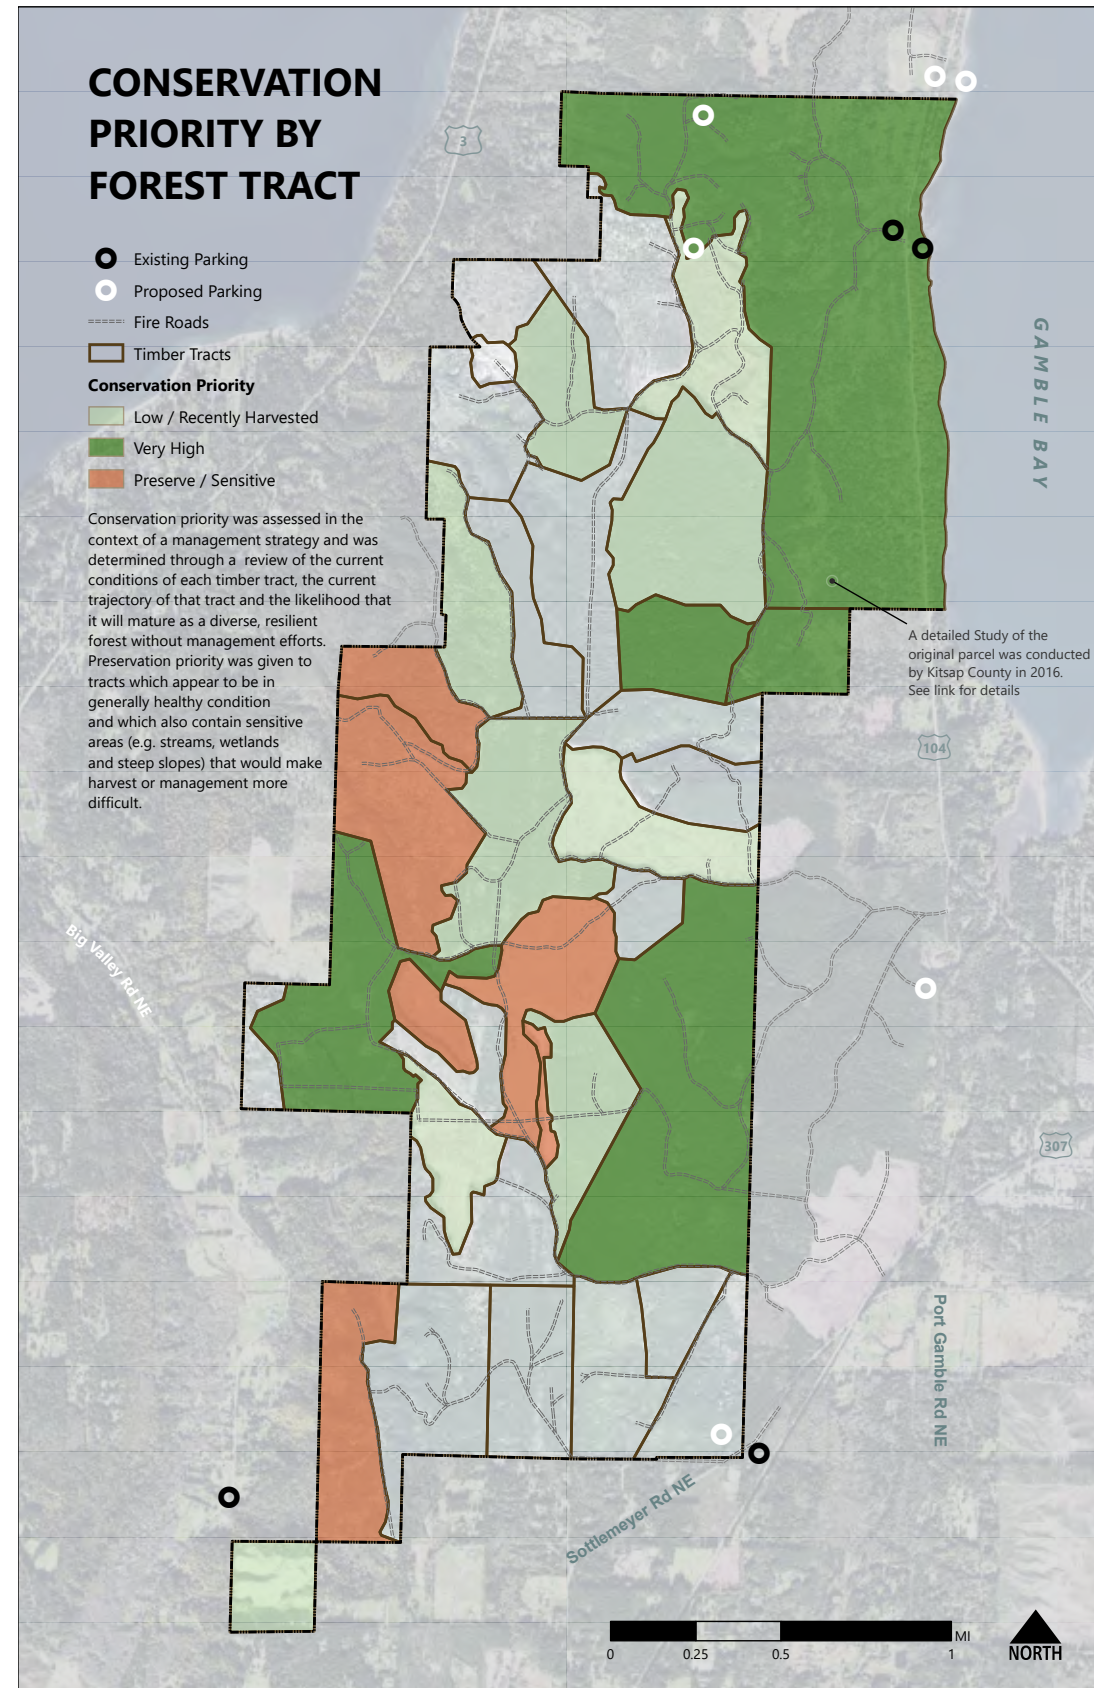 CONSERVATION
PRIORITY BY
FOREST TRACT
3
Existing Parking
Proposed Parking
Fire Roads
Timber Tracts
Conservation Priority
Low / Recently Harvested
Very High
Preserve / Sensitive
Conservation priority was assessed in the
context of a management strategy and was
determined through a review of the current
conditions of each timber tract, the current
trajectory of that tract and the likelihood that
it will mature as a diverse, resilient
forest without management efforts.
Preservation priority was given to
tracts which appear to be in
generally healthy condition
and which also contain sensitive
areas (e.g. streams, wetlands
and steep slopes) that would make
harvest or management more
difficult.
GAMBLE BAY
A detailed Study of the
original parcel was conducted
by Kitsap County in 2016.
See link for details
104
Big Valley Rd NE
307
Port Gamble Rd NE
Sottlemeyer Rd NE
0 0.25 0.5 1 MI
NORTH